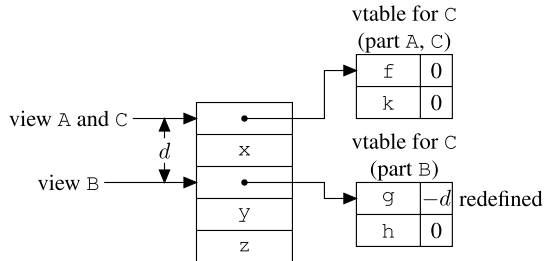 vtable for C
(part A, C)
f 0
k 0
view A and C
d
x
vtable for C
(part B)
view B
g −d redefined
y
h 0
z